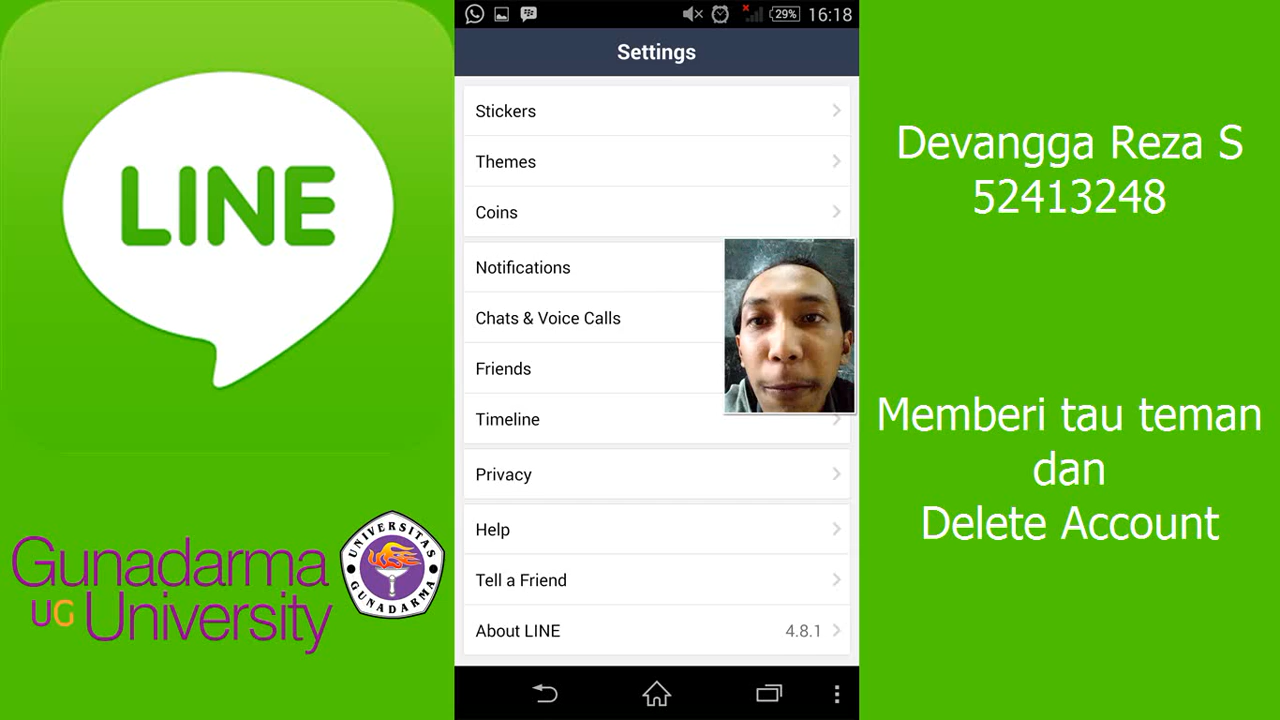 LINE
Gunadarma
UG University
UNIVERSITAS
GUNADARMA
29%
16:18
Settings
Stickers
Themes
Coins
Notifications
Chats & Voice Calls
Friends
Timeline
Privacy
Help
Tell a Friend
About LINE 4.8.1
Devangga Reza S
52413248
Memberi tau teman
dan
Delete Account